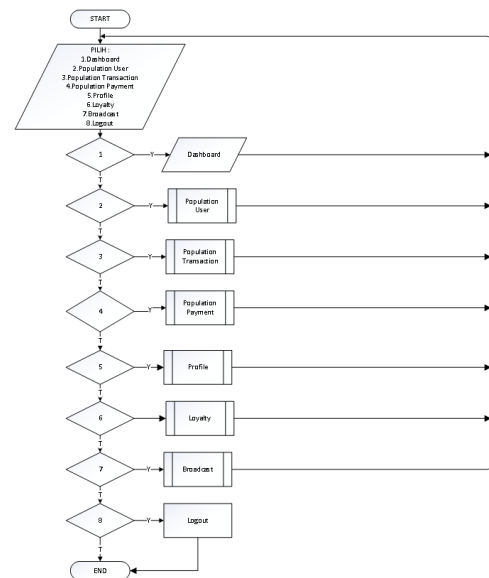 START
PILIH :
1.Dashboard
2.Population User
3.Population Transaction
4.Population Payment
5.Profile
6.Loyalty
7.Broadcast
8.Logout
1
Y
Dashboard
T
2
Y
Population
User
T
3
Y
Population
Transaction
T
4
Y
Population
Payment
T
5
Y
Profile
T
6
Loyalty
T
7
Y
Broadcast
T
8
Y
Logout
T
END